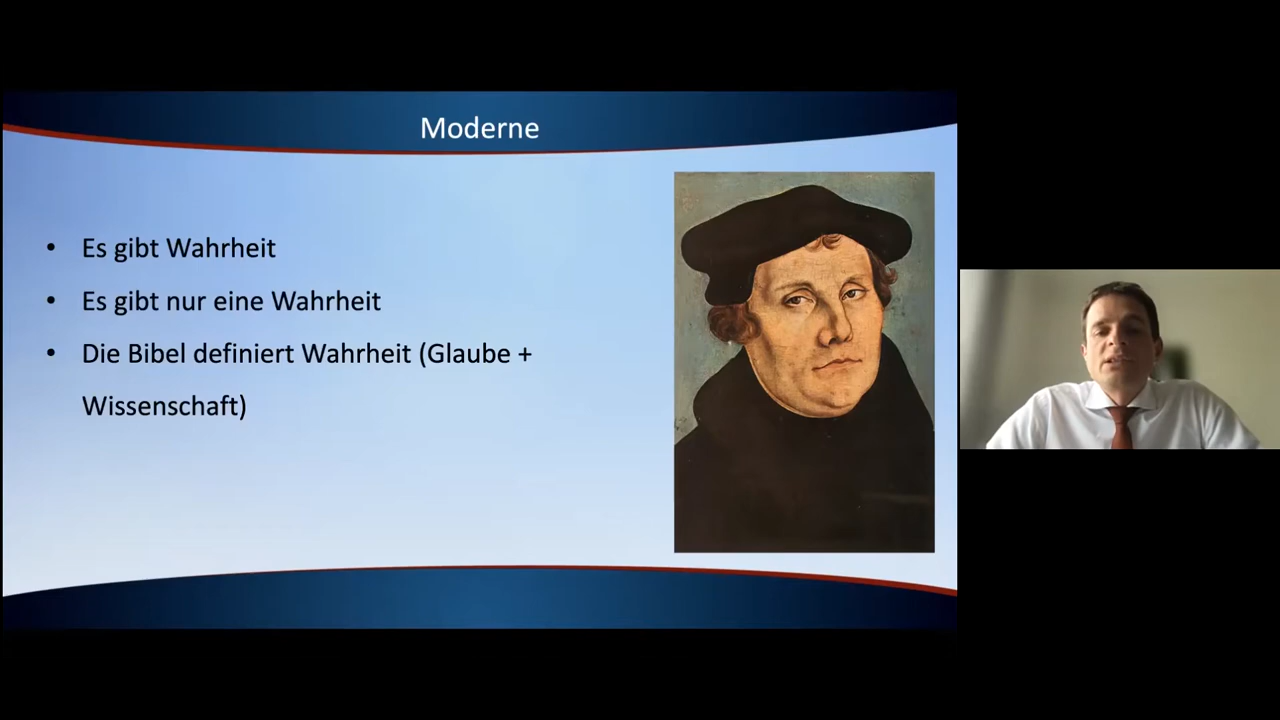 Moderne
• Es gibt Wahrheit
• Es gibt nur eine Wahrheit
• Die Bibel definiert Wahrheit (Glaube +
Wissenschaft)